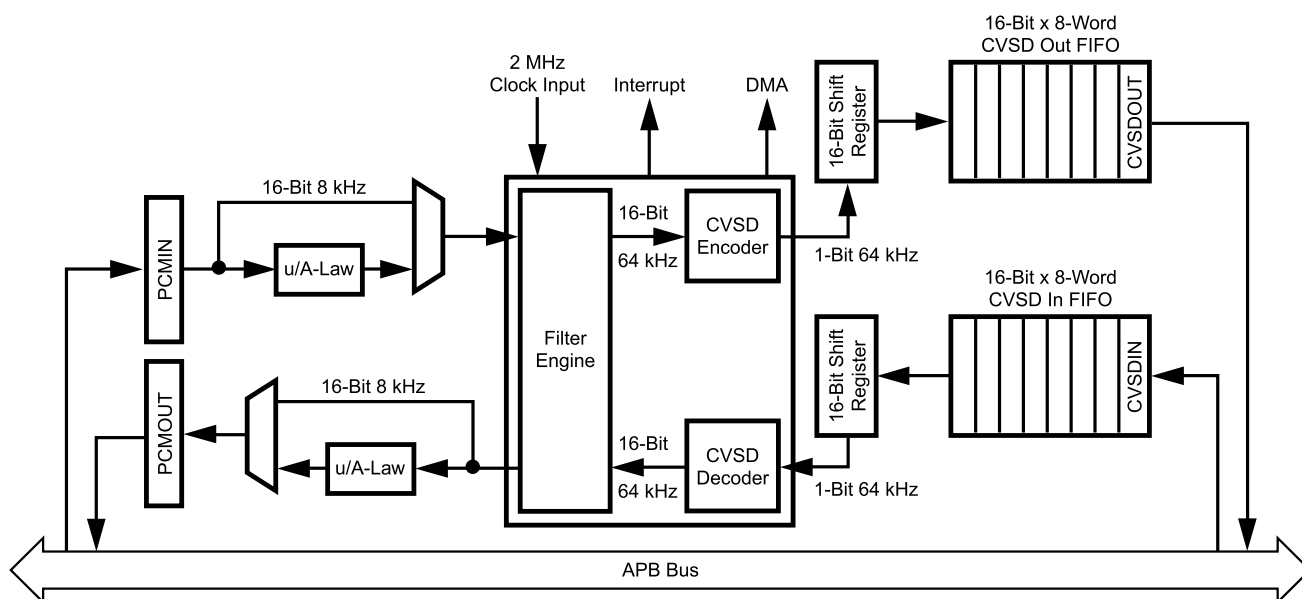 16-Bit x 8-Word
CVSD Out FIFO
2 MHz
Clock Input
Interrupt
DMA
16-Bit Shift
Register
CVSDOUT
16-Bit 8 kHz
PCMIN
u/A-Law
16-Bit
64 kHz
CVSD
Encoder
1-Bit 64 kHz
16-Bit x 8-Word
CVSD In FIFO
Filter
Engine
16-Bit Shift
Register
CVSDIN
16-Bit 8 kHz
PCMOUT
u/A-Law
16-Bit
64 kHz
CVSD
Decoder
1-Bit 64 kHz
APB Bus